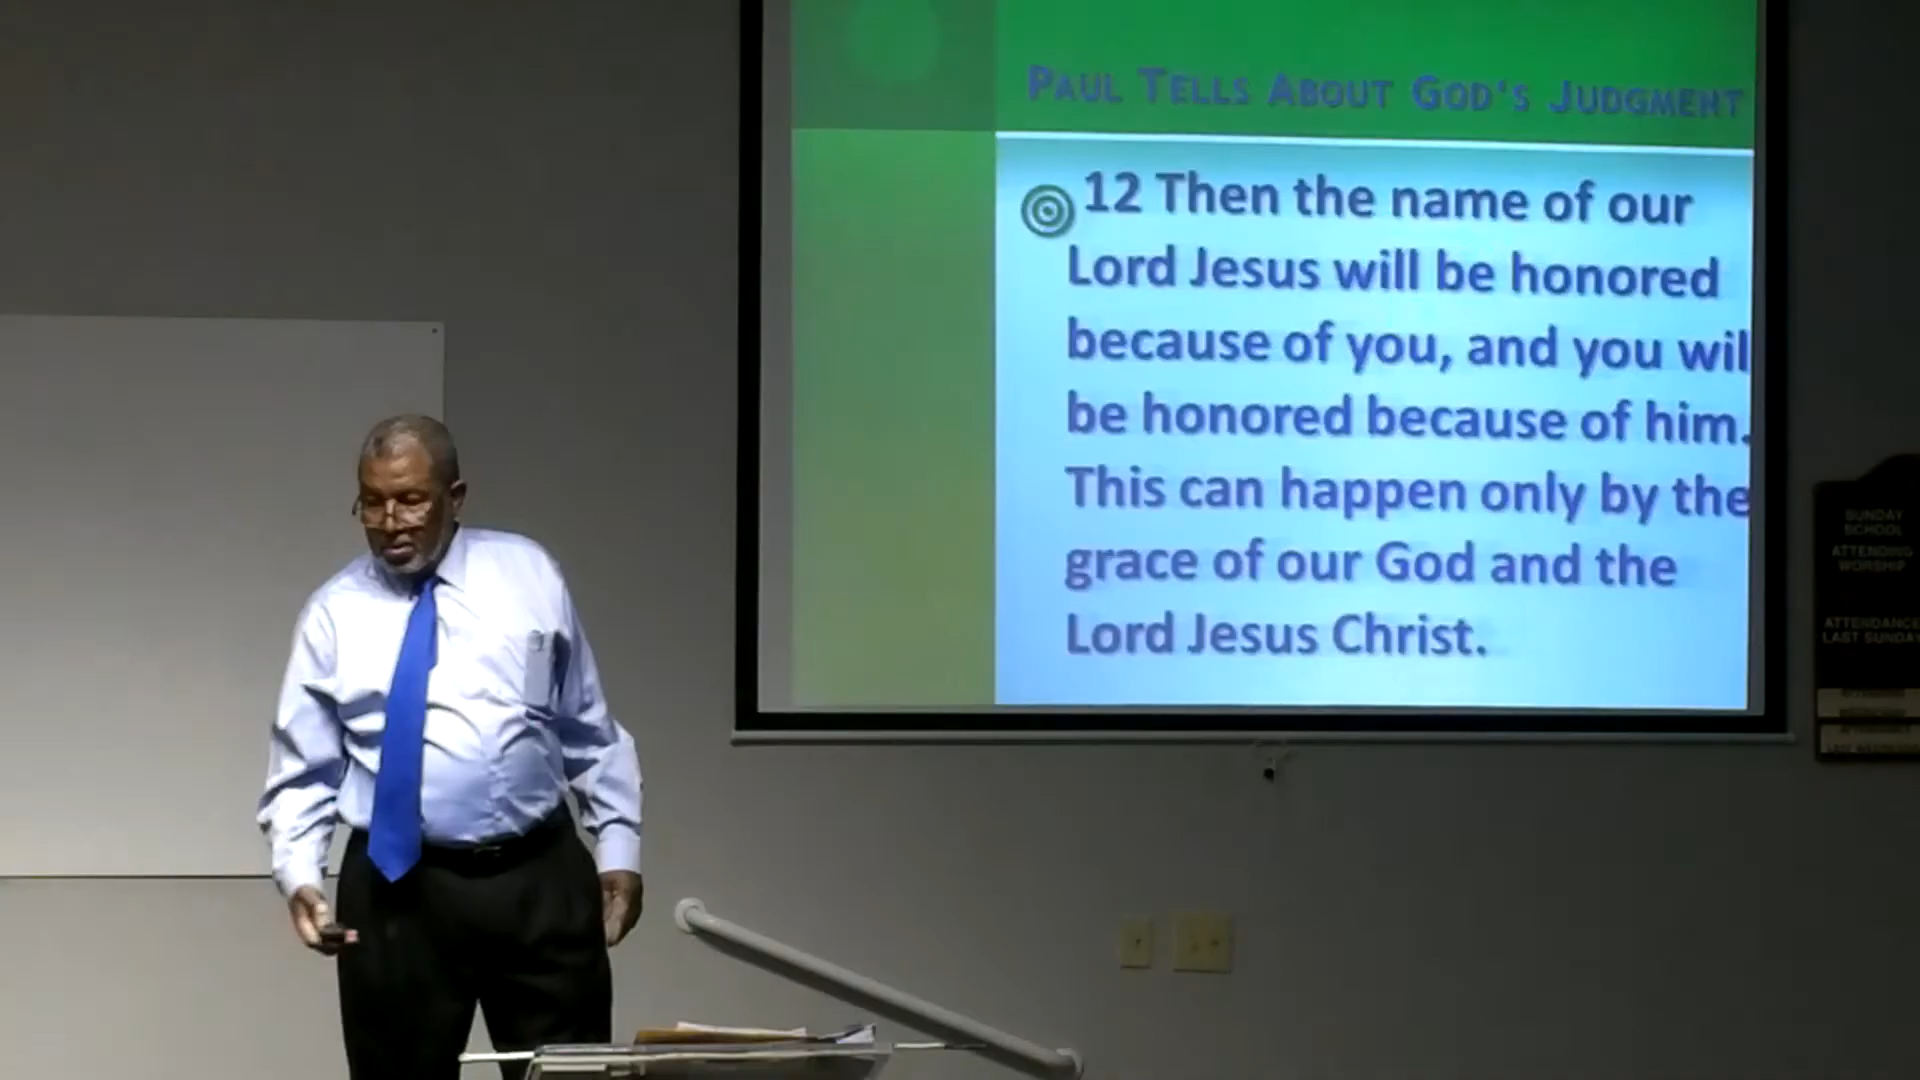 PAUL TELLS ABOUT GOD'S JUDGMENT
12 Then the name of our
Lord Jesus will be honored
because of you, and you wil
be honored because of him.
This can happen only by the
grace of our God and the
Lord Jesus Christ.
SUNDAY
SCHOOL
ATTENDING
WORSHIP
ATTENDANCE
LAST SUNDAY